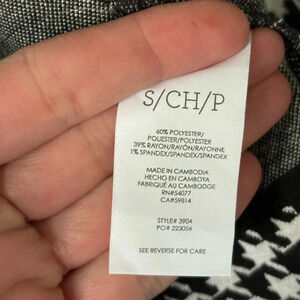 S/CH/P
60% POLYESTER/
POLIESTER/POLYESTER
39% RAYON/RAYÓN/RAYONNE
1% SPANDEX/SPANDEX/SPANDEX
MADE IN CAMBODIA
HECHO EN CAMBOYA
FABRIQUÉ AU CAMBODGE
RN#54077
CA#59814
STYLE# 3904
PO# 223056
SEE REVERSE FOR CARE